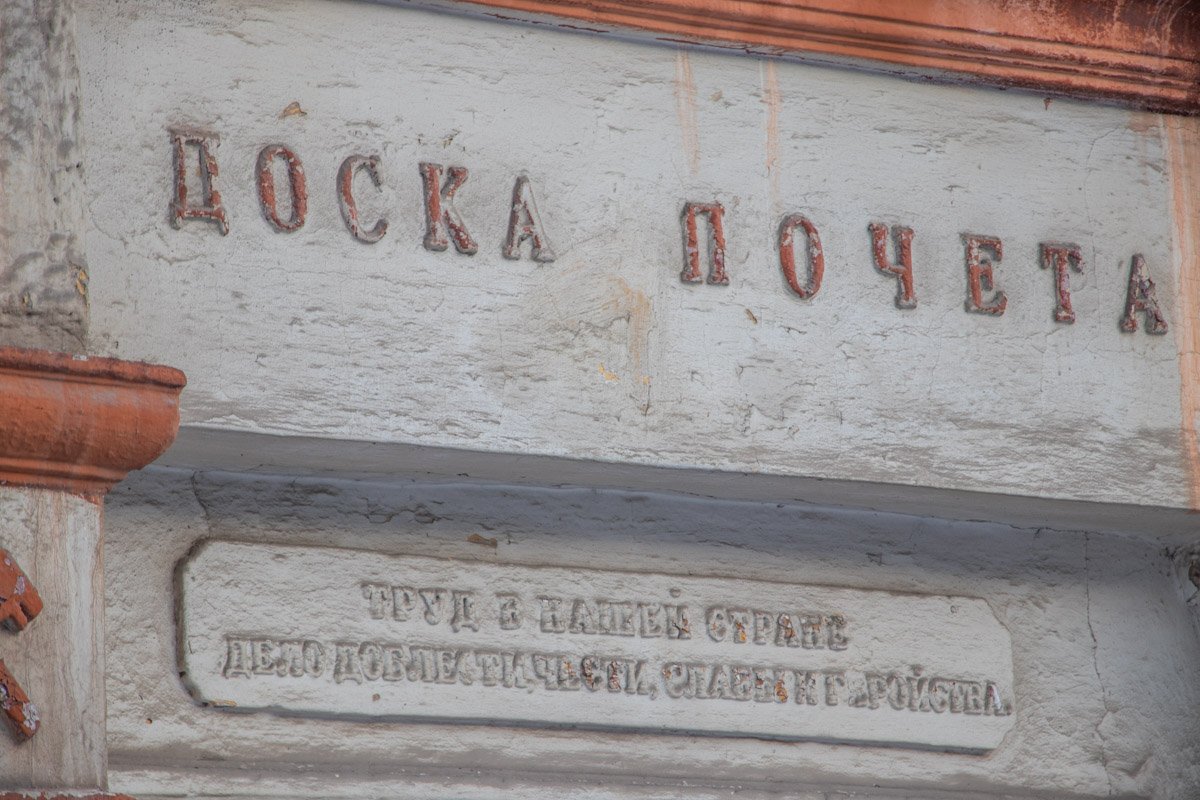 ДОСКА ПОЧЕТА
ТРУД В НАШЕЙ СТРАНЕ
ДЕЛО ДОБЛЕСТИ, ЧЕСТИ, СЛАВЫ И ГЕРОЙСТВА.